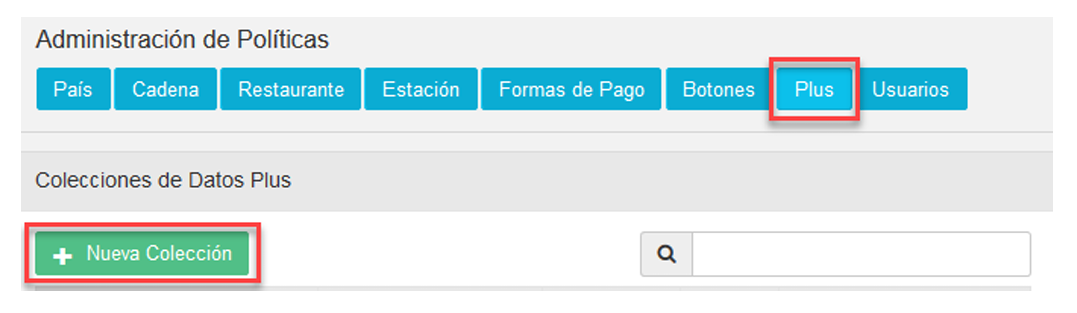 Administración de Políticas
País Cadena Restaurante Estación Formas de Pago Botones Plus Usuarios
Colecciones de Datos Plus
+ Nueva Colección